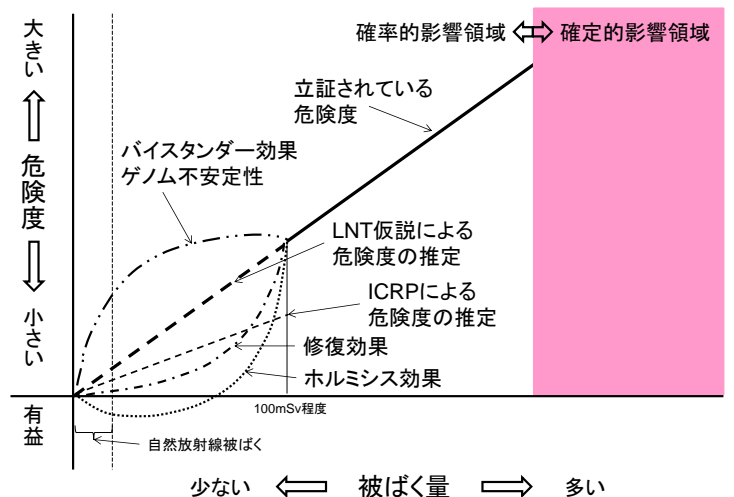 大きい
危険度
小さい
有益
確率的影響領域
確定的影響領域
立証されている
危険度
バイスタンダー効果
ゲノム不安定性
LNT仮説による
危険度の推定
ICRPによる
危険度の推定
修復効果
ホルミシス効果
100mSv程度
自然放射線被ばく
少ない
被ばく量
多い